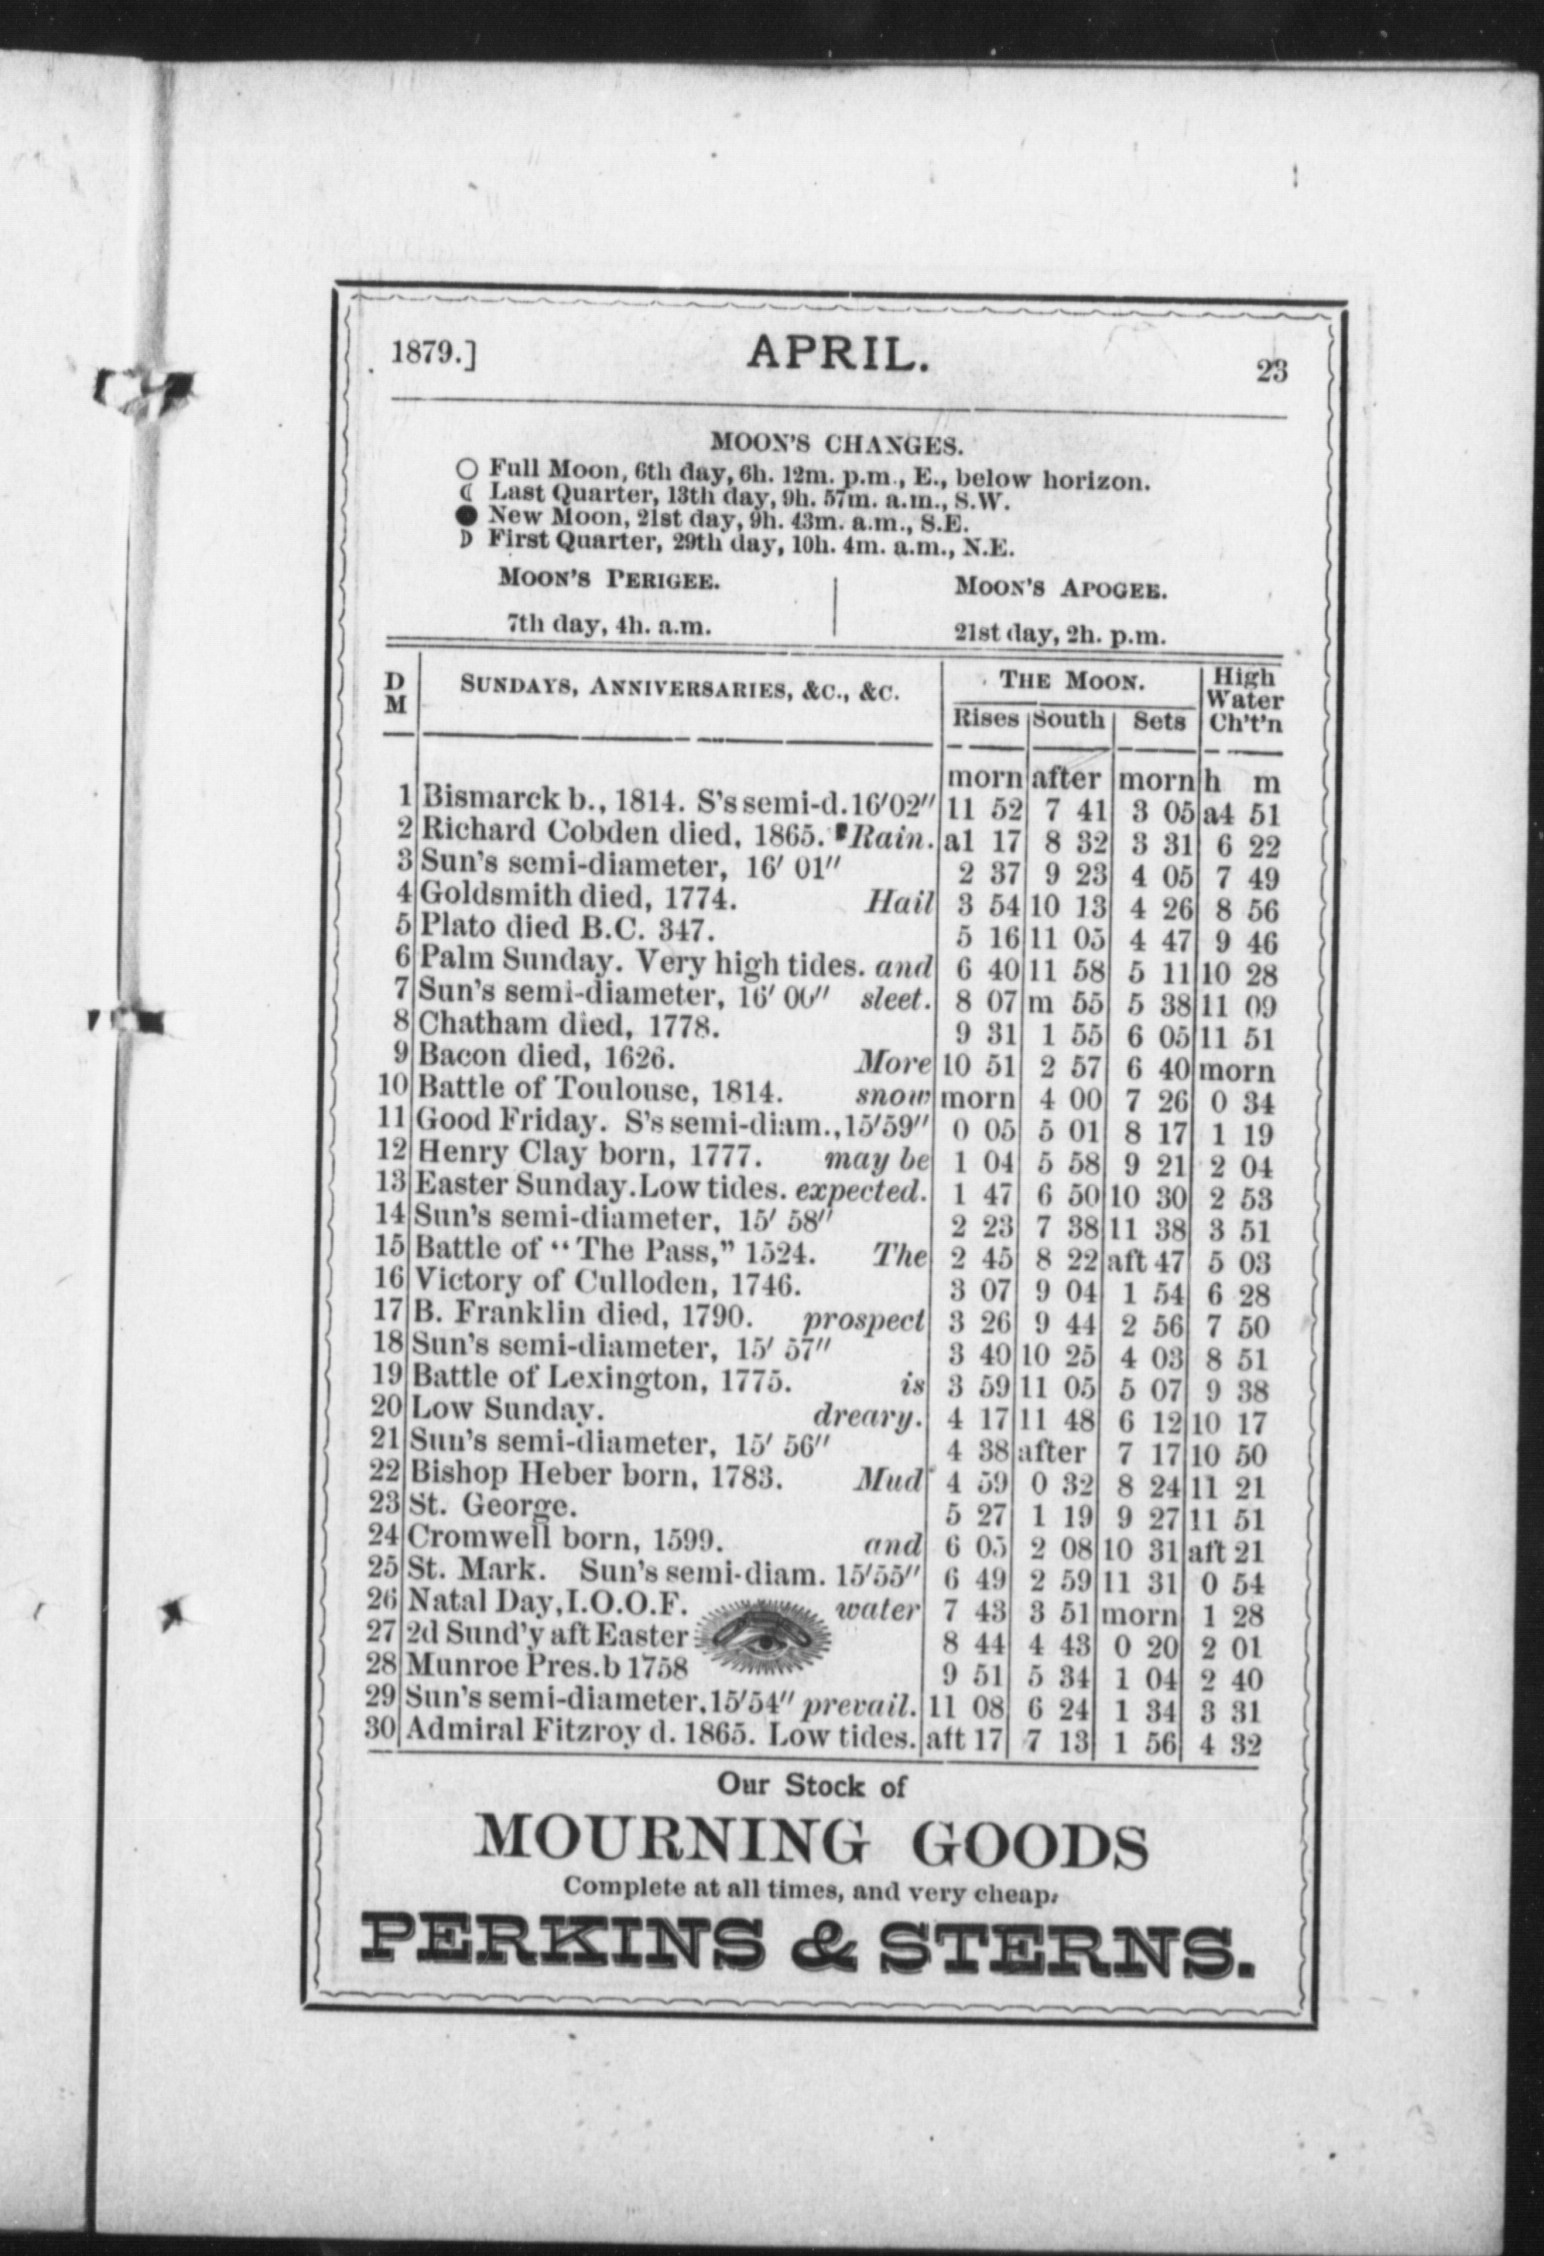 1879.] APRIL. 23
MOON'S CHANGES.
○ Full Moon, 6th day, 6h. 12m. p.m., E., below horizon.
☾ Last Quarter, 13th day, 9h. 57m. a.m., S.W.
● New Moon, 21st day, 9h. 43m. a.m., S.E.
☽ First Quarter, 29th day, 10h. 4m. a.m., N.E.
MOON'S PERIGEE. MOON'S APOGEE.
7th day, 4h. a.m. 21st day, 2h. p.m.
D M SUNDAYS, ANNIVERSARIES, &C., &C. THE MOON. High Water Ch't'n
Rises South Sets
morn after morn h m
1 Bismarck b., 1814. S's semi-d. 16'02" 11 52 7 41 3 05 a4 51
2 Richard Cobden died, 1865. Rain. a1 17 8 32 3 31 6 22
3 Sun's semi-diameter, 16' 01" 2 37 9 23 4 05 7 49
4 Goldsmith died, 1774. Hail 3 54 10 13 4 26 8 56
5 Plato died B.C. 347. 5 16 11 05 4 47 9 46
6 Palm Sunday. Very high tides. and 6 40 11 58 5 11 10 28
7 Sun's semi-diameter, 16' 00" sleet. 8 07 m 55 5 38 11 09
8 Chatham died, 1778. 9 31 1 55 6 05 11 51
9 Bacon died, 1626. More 10 51 2 57 6 40 morn
10 Battle of Toulouse, 1814. snow morn 4 00 7 26 0 34
11 Good Friday. S's semi-diam., 15'59" 0 05 5 01 8 17 1 19
12 Henry Clay born, 1777. may be 1 04 5 58 9 21 2 04
13 Easter Sunday. Low tides. expected. 1 47 6 50 10 30 2 53
14 Sun's semi-diameter, 15' 58" 2 23 7 38 11 38 3 51
15 Battle of "The Pass," 1524. The 2 45 8 22 aft 47 5 03
16 Victory of Culloden, 1746. 3 07 9 04 1 54 6 28
17 B. Franklin died, 1790. prospect 3 26 9 44 2 56 7 50
18 Sun's semi-diameter, 15' 57" 3 40 10 25 4 03 8 51
19 Battle of Lexington, 1775. is 3 59 11 05 5 07 9 38
20 Low Sunday. dreary. 4 17 11 48 6 12 10 17
21 Sun's semi-diameter, 15' 56" 4 38 after 7 17 10 50
22 Bishop Heber born, 1783. Mud 4 59 0 32 8 24 11 21
23 St. George. 5 27 1 19 9 27 11 51
24 Cromwell born, 1599. and 6 05 2 08 10 31 aft 21
25 St. Mark. Sun's semi-diam. 15'55" 6 49 2 59 11 31 0 54
26 Natal Day, I.O.O.F. water 7 43 3 51 morn 1 28
27 2d Sund'y aft Easter 8 44 4 43 0 20 2 01
28 Munroe Pres. b 1758 9 51 5 34 1 04 2 40
29 Sun's semi-diameter, 15'54" prevail. 11 08 6 24 1 34 3 31
30 Admiral Fitzroy d. 1865. Low tides. aft 17 7 13 1 56 4 32
Our Stock of
MOURNING GOODS
Complete at all times, and very cheap.
PERKINS & STERNS.